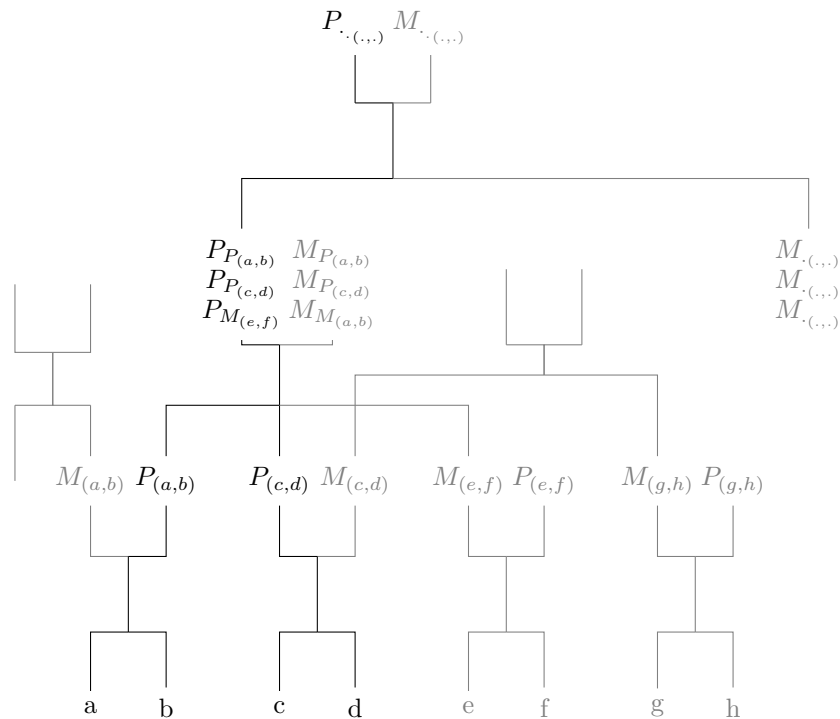 P_{·_{·_{(.,.)}}} M_{·_{·_{(.,.)}}}
P_{P_{(a,b)}} M_{P_{(a,b)}} M_{·_{(.,.)}}
P_{P_{(c,d)}} M_{P_{(c,d)}} M_{·_{(.,.)}}
P_{M_{(e,f)}} M_{M_{(a,b)}} M_{·_{(.,.)}}
M_{(a,b)} P_{(a,b)} P_{(c,d)} M_{(c,d)} M_{(e,f)} P_{(e,f)} M_{(g,h)} P_{(g,h)}
a b c d e f g h